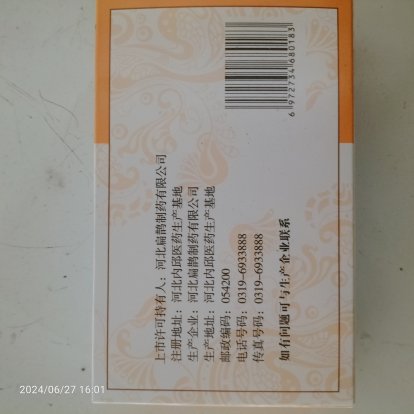 上市许可持有人：河北扁鹊制药有限公司
注册地址：河北内邱医药生产基地
生产企业：河北扁鹊制药有限公司
生产地址：河北内邱医药生产基地
邮政编码：054200
电话号码：0319-6933888
传真号码：0319-6933888
如有问题可与生产企业联系
6 972734 680183
2024/06/27 16:01